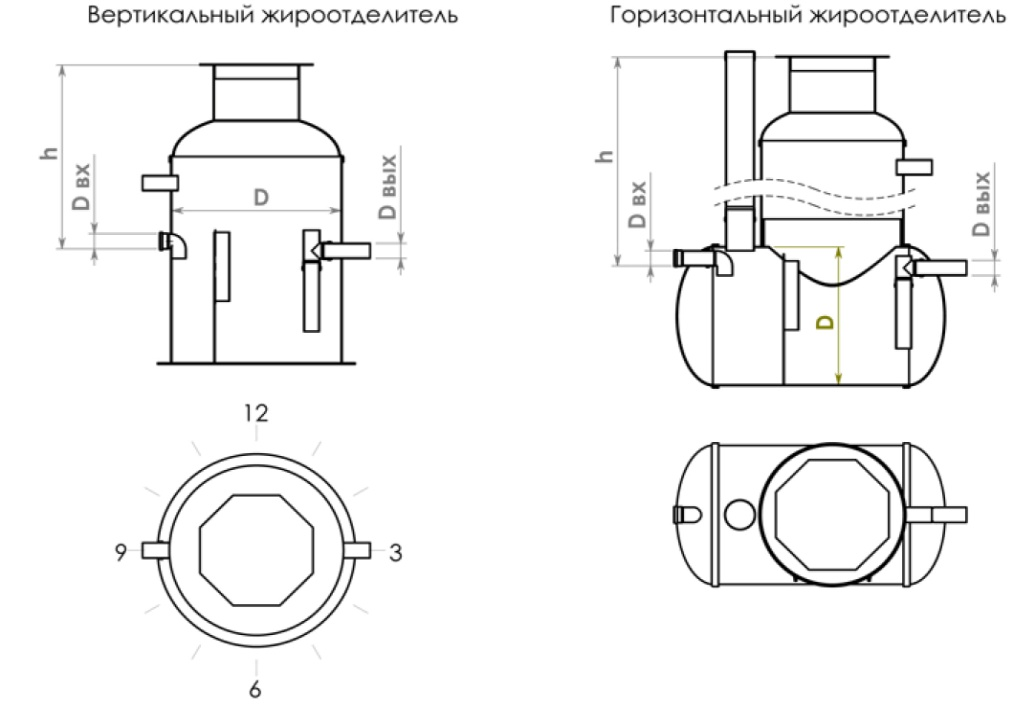 Вертикальный жироотделитель
h
D вх
D
D вых
12
9
3
6
Горизонтальный жироотделитель
h
D вх
D
D вых